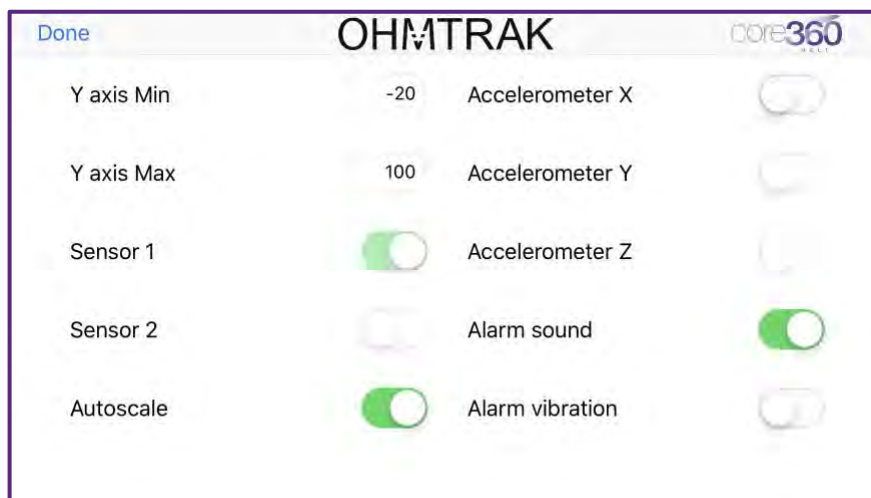 Done OHMTRAK core360
BELT
Y axis Min -20 Accelerometer X
Y axis Max 100 Accelerometer Y
Sensor 1 Accelerometer Z
Sensor 2 Alarm sound
Autoscale Alarm vibration